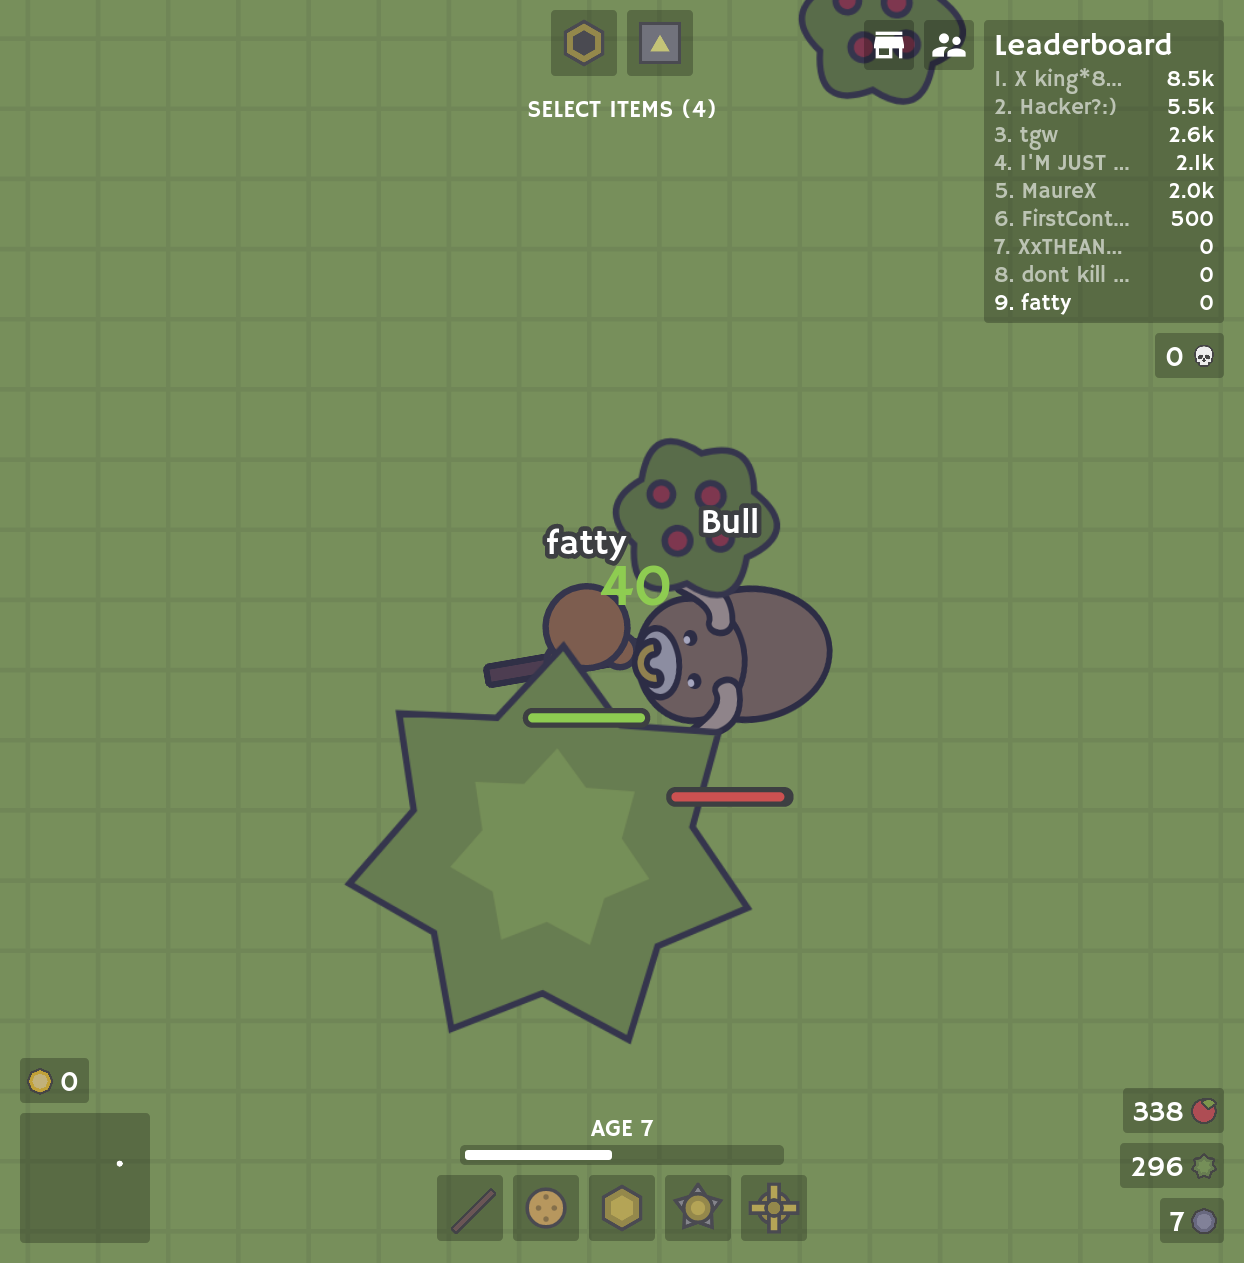 SELECT ITEMS (4)
Leaderboard
1. X king*8... 8.5k
2. Hacker?:) 5.5k
3. tgw 2.6k
4. I'M JUST ... 2.1k
5. MaureX 2.0k
6. FirstCont... 500
7. XxTHEAN... 0
8. dont kill ... 0
9. fatty 0
0
Bull
fatty
40
0
338
AGE 7
296
7